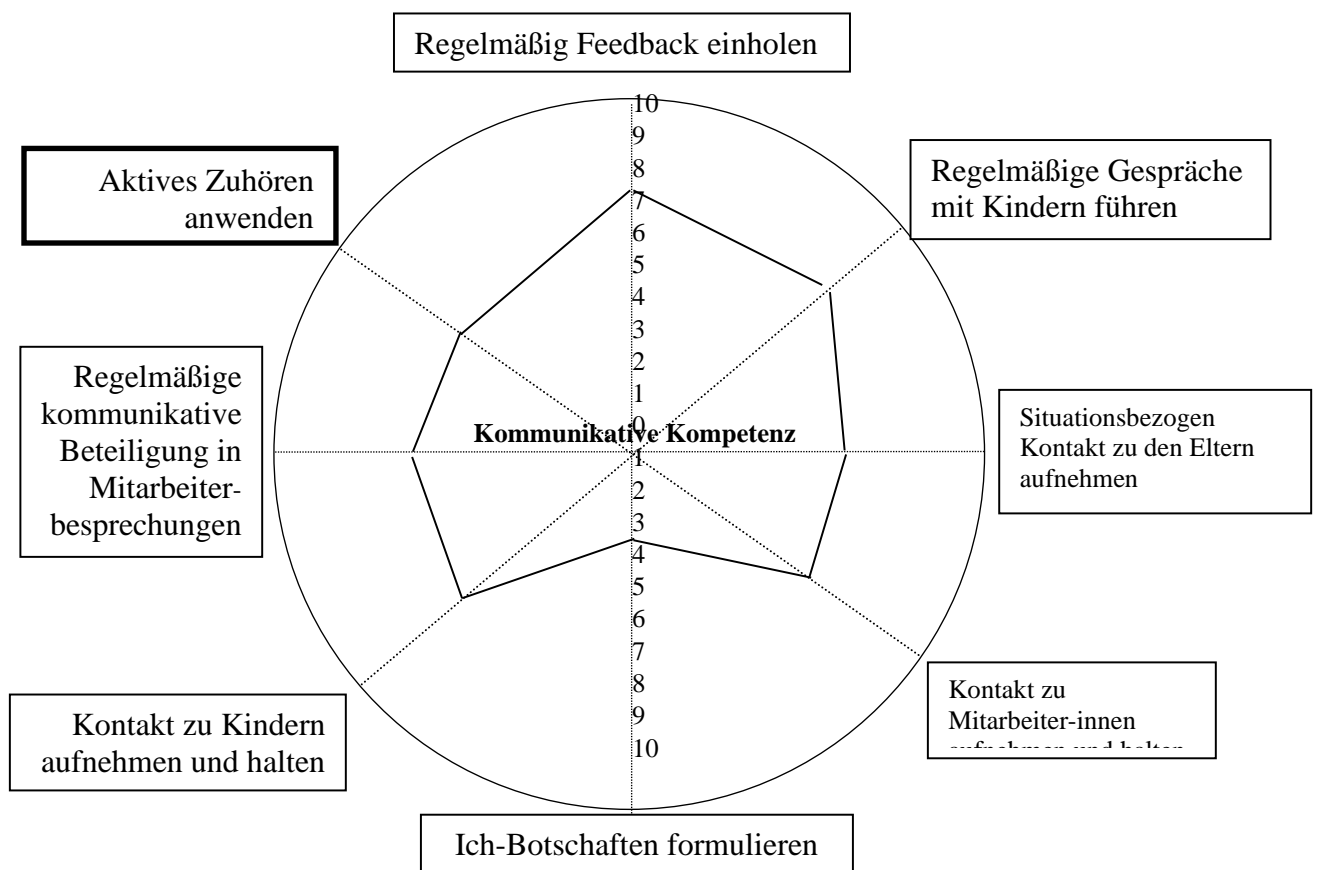 Regelmäßig Feedback einholen
Aktives Zuhören
anwenden
Regelmäßige Gespräche
mit Kindern führen
10
9
8
7
6
5
4
3
2
1
0
Kommunikative Kompetenz
1
2
3
4
5
6
7
8
9
10
Regelmäßige
kommunikative
Beteiligung in
Mitarbeiter-
besprechungen
Situationsbezogen
Kontakt zu den Eltern
aufnehmen
Kontakt zu Kindern
aufnehmen und halten
Kontakt zu
Mitarbeiter-innen
aufnehmen und halten
Ich-Botschaften formulieren